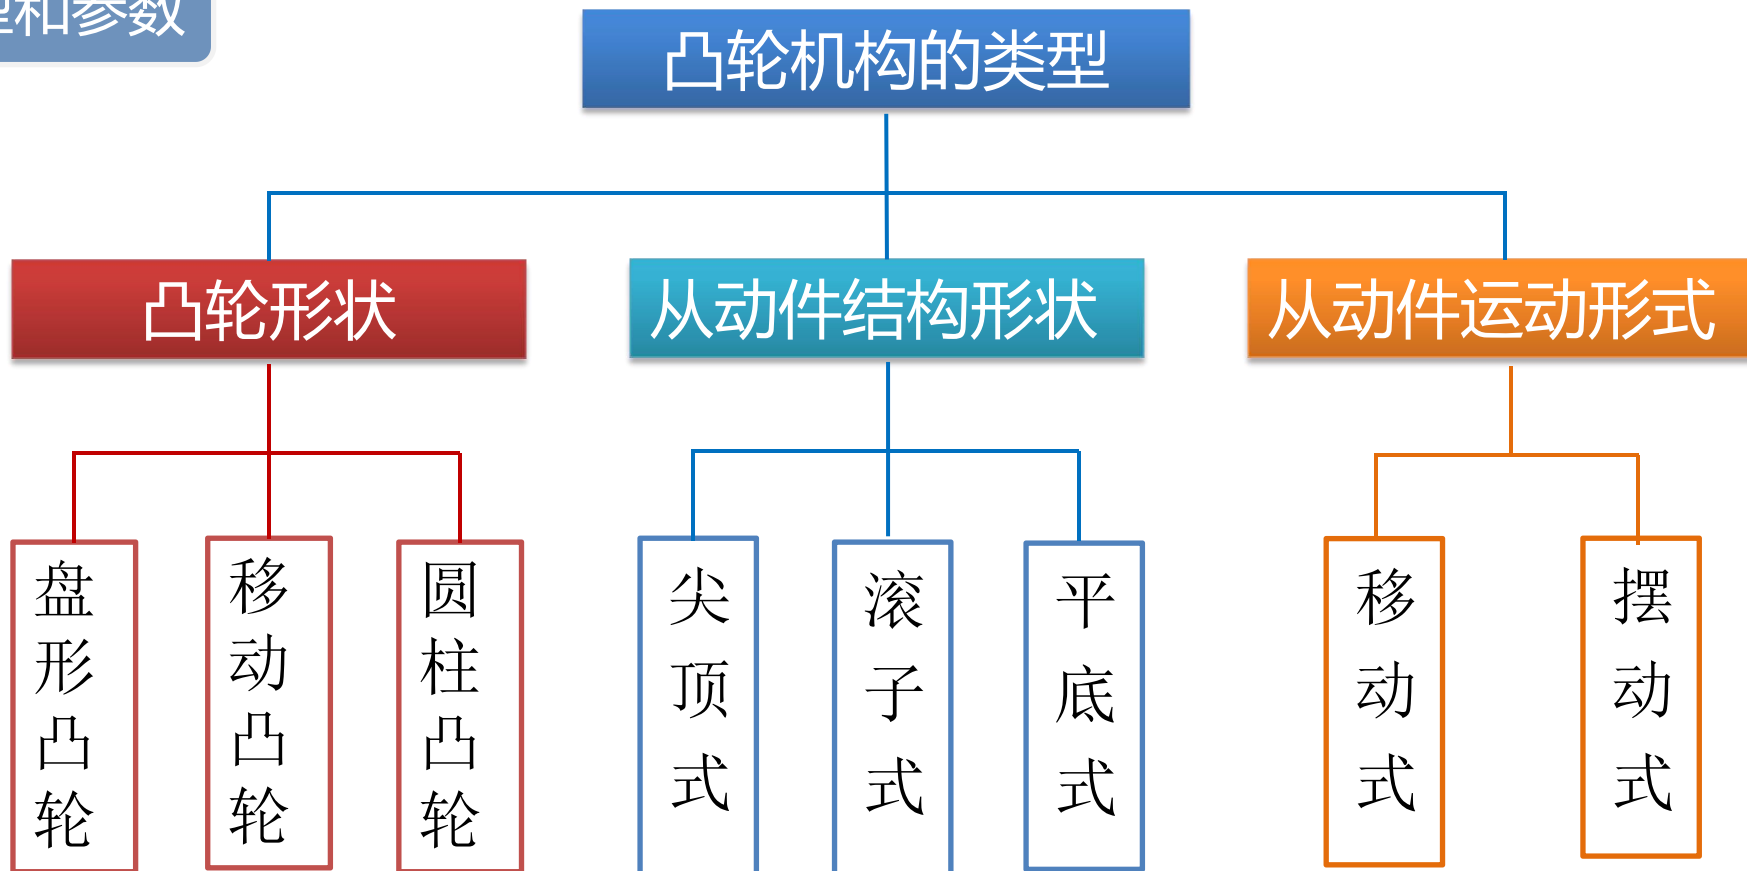 和参数
凸轮机构的类型
凸轮形状
从动件结构形状
从动件运动形式
盘形凸轮
移动凸轮
圆柱凸轮
尖顶式
滚子式
平底式
移动式
摆动式